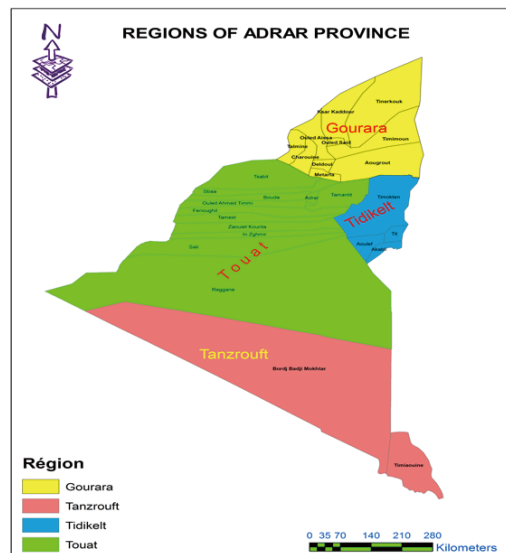 REGIONS OF ADRAR PROVINCE
N
Tinerkouk
Ksar Kaddour
Gourara
Ouled Aissa
Timimoun
Ouled Said
Talmine
Charouine
Aougrout
Deldoul
Metarfa
Tsabit
Timokten
Sbaa
Bouda
Adrar
Tamantit
Ouled Ahmed Timmi
Tidikelt
Fenoughil
Tamest
Zaouiet Kounta
Tit
In Zghmir
Aoulef
Akabli
Sali
Touat
Reggane
Tanzrouft
Bordj Badji Mokhtar
Timiaouine
Région
Gourara
Tanzrouft
Tidikelt
Touat
0 35 70 140 210 280
Kilometers